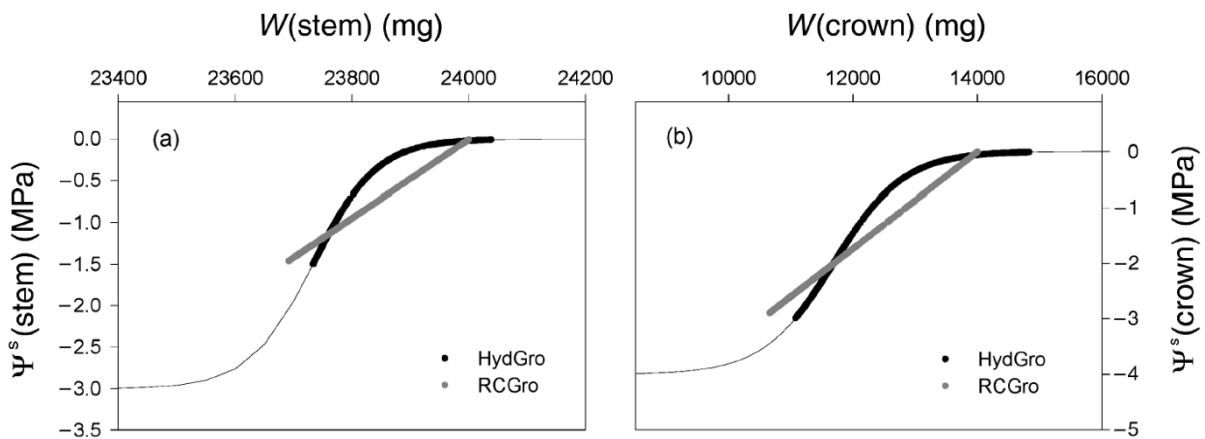 W(stem) (mg)
23400 23600 23800 24000 24200
(a)
0.0
−0.5
−1.0
−1.5
−2.0
−2.5
−3.0
−3.5
Ψs(stem) (MPa)
HydGro
RCGro
W(crown) (mg)
10000 12000 14000 16000
(b)
0
−1
−2
−3
−4
−5
Ψs(crown) (MPa)
HydGro
RCGro